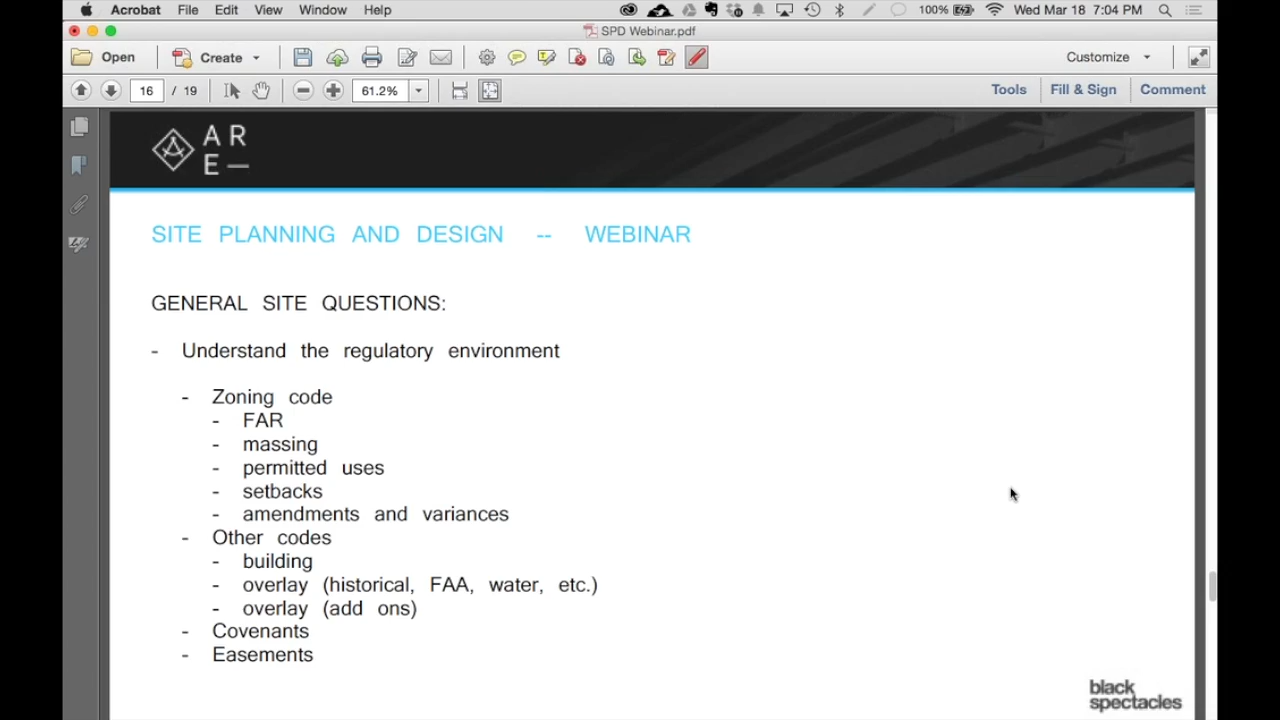 Acrobat File Edit View Window Help 100% Wed Mar 18 7:04 PM
SPD Webinar.pdf
Open Create Customize
16 / 19 61.2% Tools Fill & Sign Comment
A R
E —
SITE PLANNING AND DESIGN -- WEBINAR
GENERAL SITE QUESTIONS:
- Understand the regulatory environment
- Zoning code
- FAR
- massing
- permitted uses
- setbacks
- amendments and variances
- Other codes
- building
- overlay (historical, FAA, water, etc.)
- overlay (add ons)
- Covenants
- Easements
black
spectacles